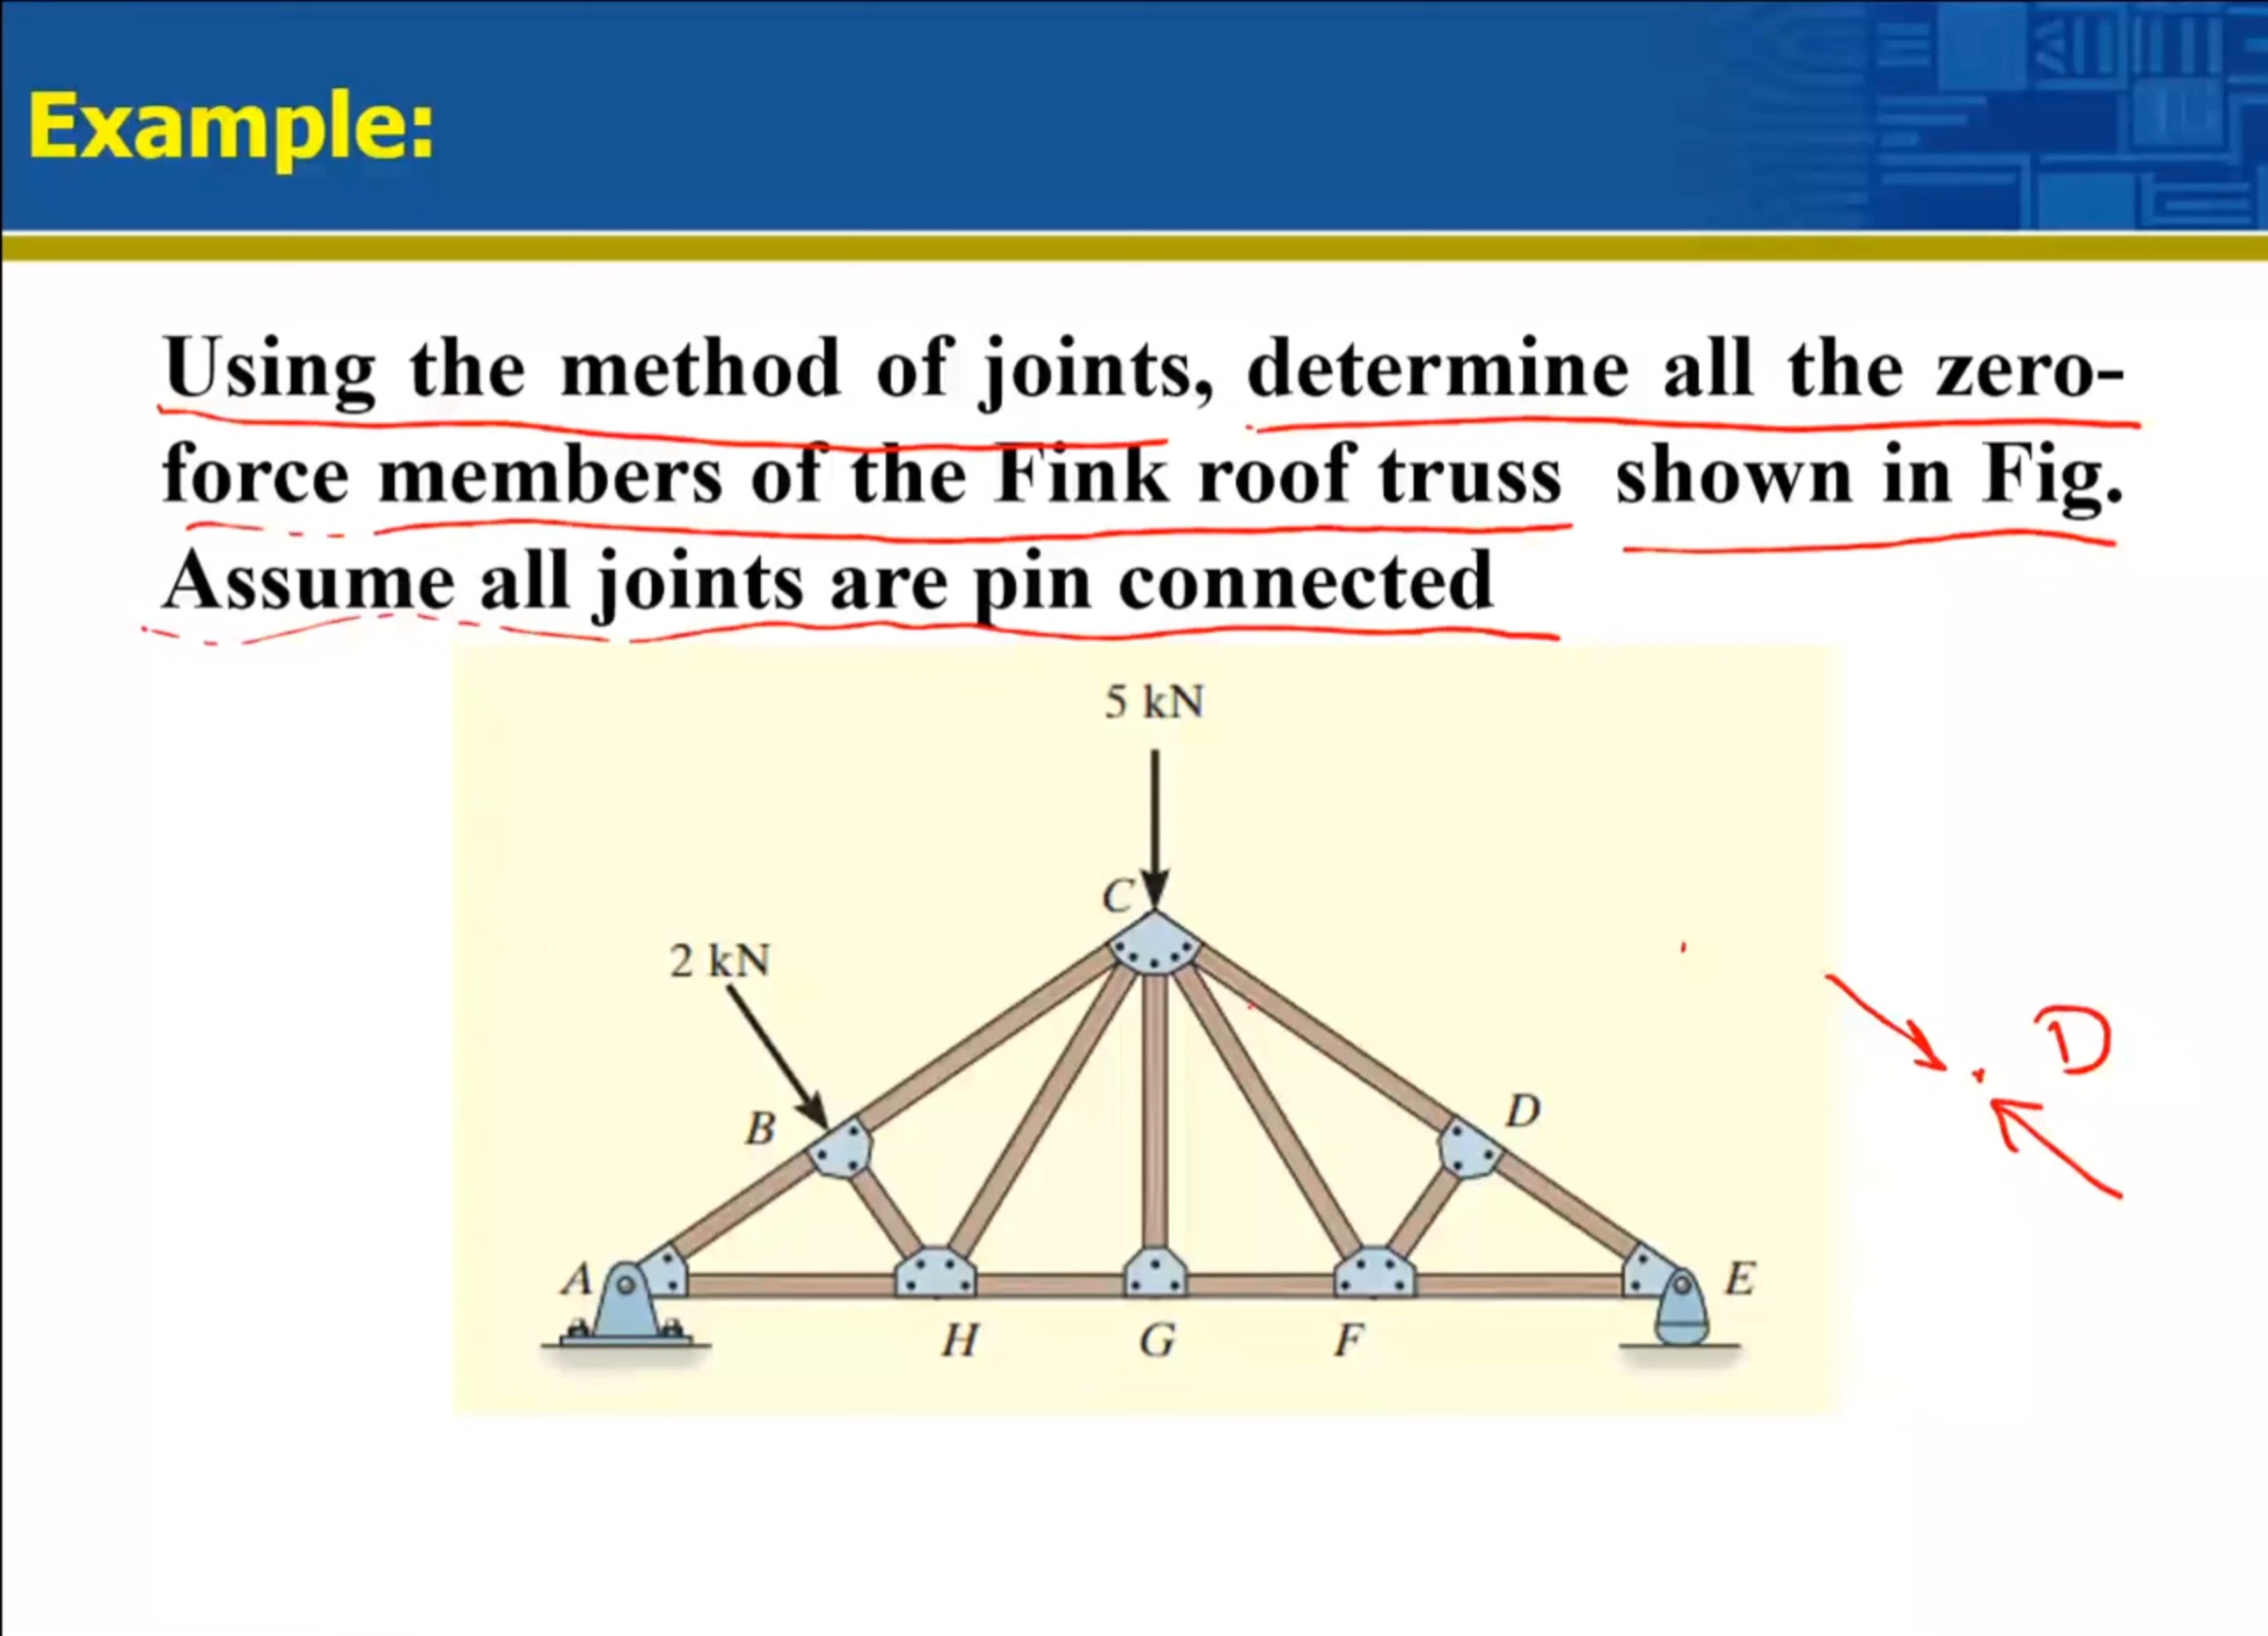 Example:
Using the method of joints, determine all the zero-
force members of the Fink roof truss shown in Fig.
Assume all joints are pin connected
5 kN
C
2 kN
D
B
D
A
E
H
G
F